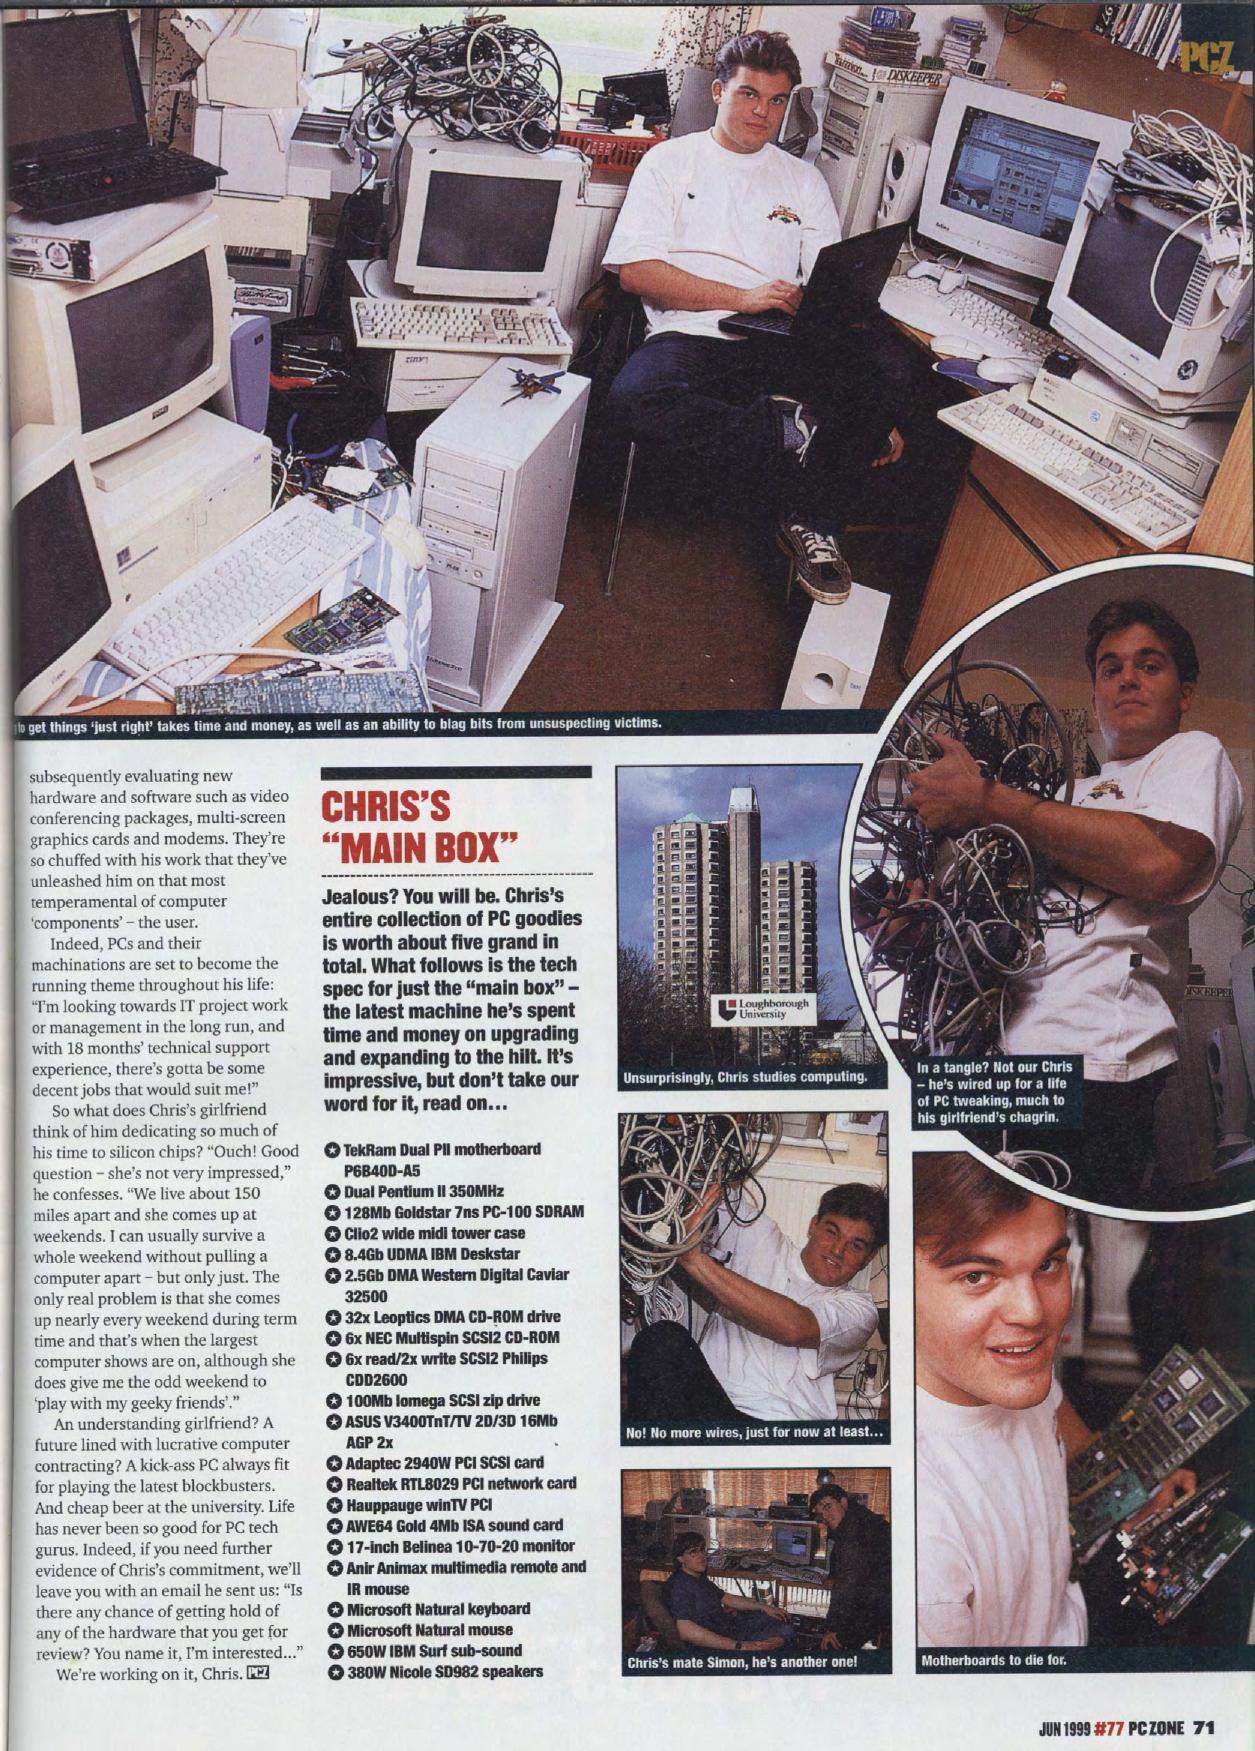 PCZ
DISKEEPER
to get things 'just right' takes time and money, as well as an ability to blag bits from unsuspecting victims.
subsequently evaluating new
hardware and software such as video
conferencing packages, multi-screen
graphics cards and modems. They're
so chuffed with his work that they've
unleashed him on that most
temperamental of computer
'components' – the user.
Indeed, PCs and their
machinations are set to become the
running theme throughout his life:
"I'm looking towards IT project work
or management in the long run, and
with 18 months' technical support
experience, there's gotta be some
decent jobs that would suit me!"
So what does Chris's girlfriend
think of him dedicating so much of
his time to silicon chips? "Ouch! Good
question – she's not very impressed,"
he confesses. "We live about 150
miles apart and she comes up at
weekends. I can usually survive a
whole weekend without pulling a
computer apart – but only just. The
only real problem is that she comes
up nearly every weekend during term
time and that's when the largest
computer shows are on, although she
does give me the odd weekend to
'play with my geeky friends'."
An understanding girlfriend? A
future lined with lucrative computer
contracting? A kick-ass PC always fit
for playing the latest blockbusters.
And cheap beer at the university. Life
has never been so good for PC tech
gurus. Indeed, if you need further
evidence of Chris's commitment, we'll
leave you with an email he sent us: "Is
there any chance of getting hold of
any of the hardware that you get for
review? You name it, I'm interested..."
We're working on it, Chris. PCZ
CHRIS'S
"MAIN BOX"
Jealous? You will be. Chris's
entire collection of PC goodies
is worth about five grand in
total. What follows is the tech
spec for just the "main box" –
the latest machine he's spent
time and money on upgrading
and expanding to the hilt. It's
impressive, but don't take our
word for it, read on...
✪ TekRam Dual PII motherboard
P6B40D-A5
✪ Dual Pentium II 350MHz
✪ 128Mb Goldstar 7ns PC-100 SDRAM
✪ Clio2 wide midi tower case
✪ 8.4Gb UDMA IBM Deskstar
✪ 2.5Gb DMA Western Digital Caviar
32500
✪ 32x Leoptics DMA CD-ROM drive
✪ 6x NEC Multispin SCSI2 CD-ROM
✪ 6x read/2x write SCSI2 Philips
CDD2600
✪ 100Mb Iomega SCSI zip drive
✪ ASUS V3400TnT/TV 2D/3D 16Mb
AGP 2x
✪ Adaptec 2940W PCI SCSI card
✪ Realtek RTL8029 PCI network card
✪ Hauppauge winTV PCI
✪ AWE64 Gold 4Mb ISA sound card
✪ 17-inch Belinea 10-70-20 monitor
✪ Anir Animax multimedia remote and
IR mouse
✪ Microsoft Natural keyboard
✪ Microsoft Natural mouse
✪ 650W IBM Surf sub-sound
✪ 380W Nicole SD982 speakers
Loughborough
University
Unsurprisingly, Chris studies computing.
DISKEEPER
In a tangle? Not our Chris
– he's wired up for a life
of PC tweaking, much to
his girlfriend's chagrin.
No! No more wires, just for now at least...
Chris's mate Simon, he's another one!
Motherboards to die for.
JUN 1999 #77 PC ZONE 71